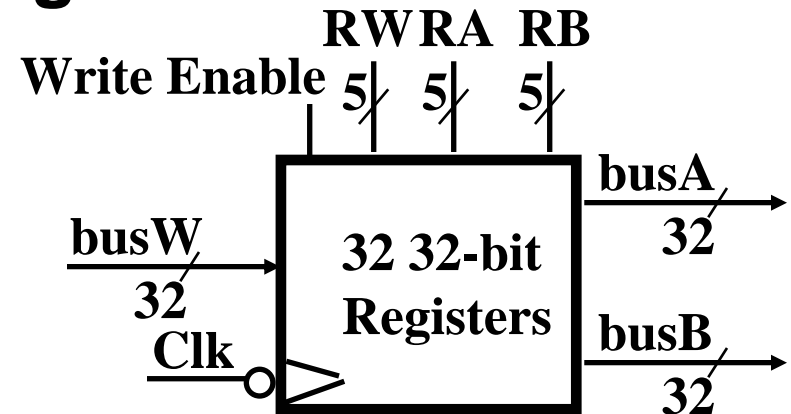 g
RW RA RB
Write Enable 5 5 5
busA
32
busW
32
32 32-bit
Registers
Clk
busB
32